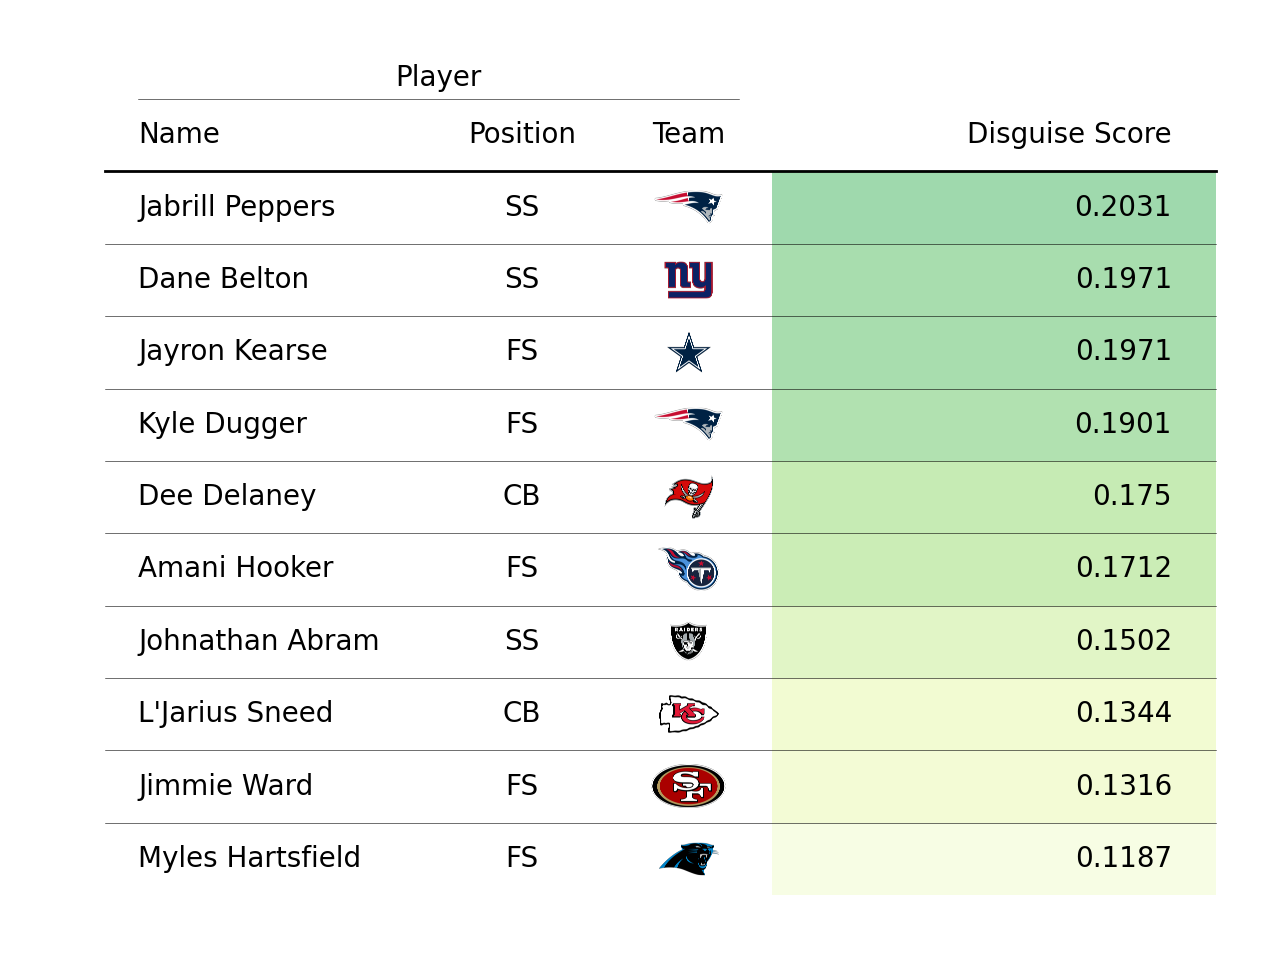 Player
Name Position Team Disguise Score
Jabrill Peppers SS 0.2031
Dane Belton SS ny 0.1971
Jayron Kearse FS 0.1971
Kyle Dugger FS 0.1901
Dee Delaney CB 0.175
Amani Hooker FS T 0.1712
Johnathan Abram SS RAIDERS 0.1502
L'Jarius Sneed CB KC 0.1344
Jimmie Ward FS SF 0.1316
Myles Hartsfield FS 0.1187